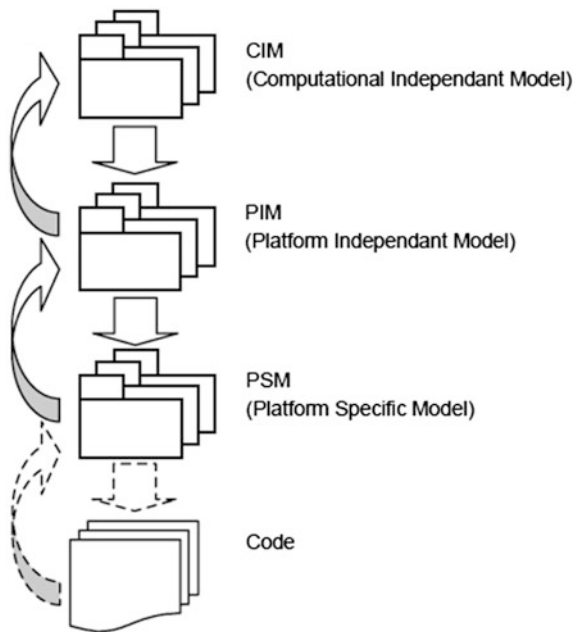 CIM
(Computational Independant Model)
PIM
(Platform Independant Model)
PSM
(Platform Specific Model)
Code